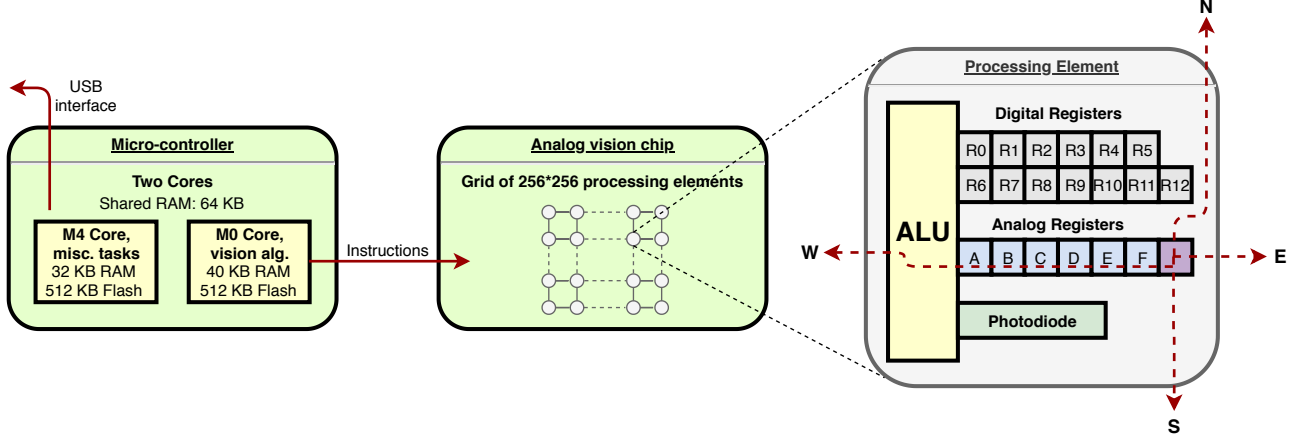 USB
interface
Micro-controller
Two Cores
Shared RAM: 64 KB
M4 Core,
misc. tasks
32 KB RAM
512 KB Flash
M0 Core,
vision alg.
40 KB RAM
512 KB Flash
Instructions
Analog vision chip
Grid of 256*256 processing elements
Processing Element
ALU
Digital Registers
R0 R1 R2 R3 R4 R5
R6 R7 R8 R9 R10 R11 R12
Analog Registers
A B C D E F
Photodiode
N
W
E
S